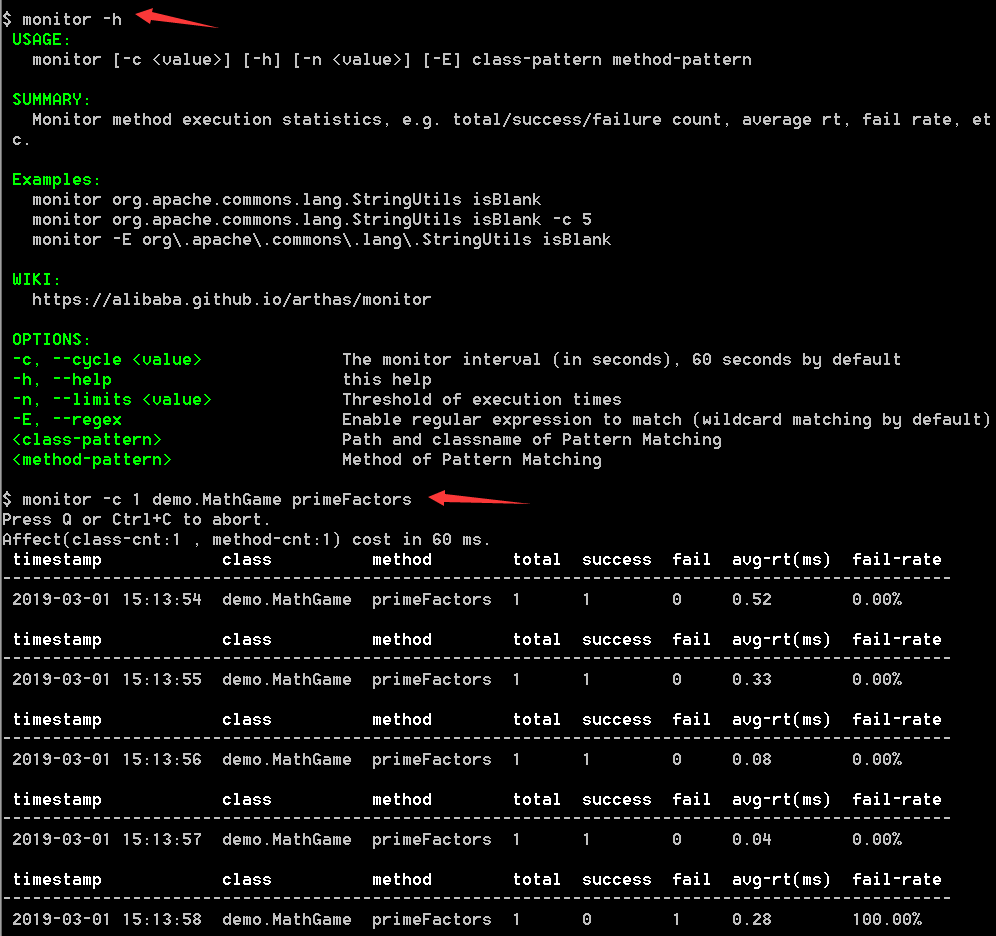 $ monitor -h
USAGE:
monitor [-c <value>] [-h] [-n <value>] [-E] class-pattern method-pattern
SUMMARY:
Monitor method execution statistics, e.g. total/success/failure count, average rt, fail rate, et
c.
Examples:
monitor org.apache.commons.lang.StringUtils isBlank
monitor org.apache.commons.lang.StringUtils isBlank -c 5
monitor -E org\.apache\.commons\.lang\.StringUtils isBlank
WIKI:
https://alibaba.github.io/arthas/monitor
OPTIONS:
-c, --cycle <value> The monitor interval (in seconds), 60 seconds by default
-h, --help this help
-n, --limits <value> Threshold of execution times
-E, --regex Enable regular expression to match (wildcard matching by default)
<class-pattern> Path and classname of Pattern Matching
<method-pattern> Method of Pattern Matching
$ monitor -c 1 demo.MathGame primeFactors
Press Q or Ctrl+C to abort.
Affect(class-cnt:1 , method-cnt:1) cost in 60 ms.
timestamp class method total success fail avg-rt(ms) fail-rate
2019-03-01 15:13:54 demo.MathGame primeFactors 1 1 0 0.52 0.00%
timestamp class method total success fail avg-rt(ms) fail-rate
2019-03-01 15:13:55 demo.MathGame primeFactors 1 1 0 0.33 0.00%
timestamp class method total success fail avg-rt(ms) fail-rate
2019-03-01 15:13:56 demo.MathGame primeFactors 1 1 0 0.08 0.00%
timestamp class method total success fail avg-rt(ms) fail-rate
2019-03-01 15:13:57 demo.MathGame primeFactors 1 1 0 0.04 0.00%
timestamp class method total success fail avg-rt(ms) fail-rate
2019-03-01 15:13:58 demo.MathGame primeFactors 1 0 1 0.28 100.00%